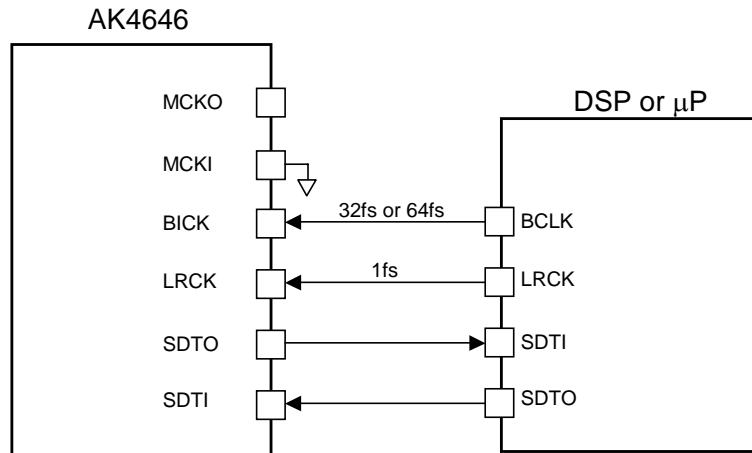 AK4646
DSP or μP
MCKO
MCKI
BICK
32fs or 64fs
BCLK
LRCK
1fs
LRCK
SDTO
SDTI
SDTI
SDTO